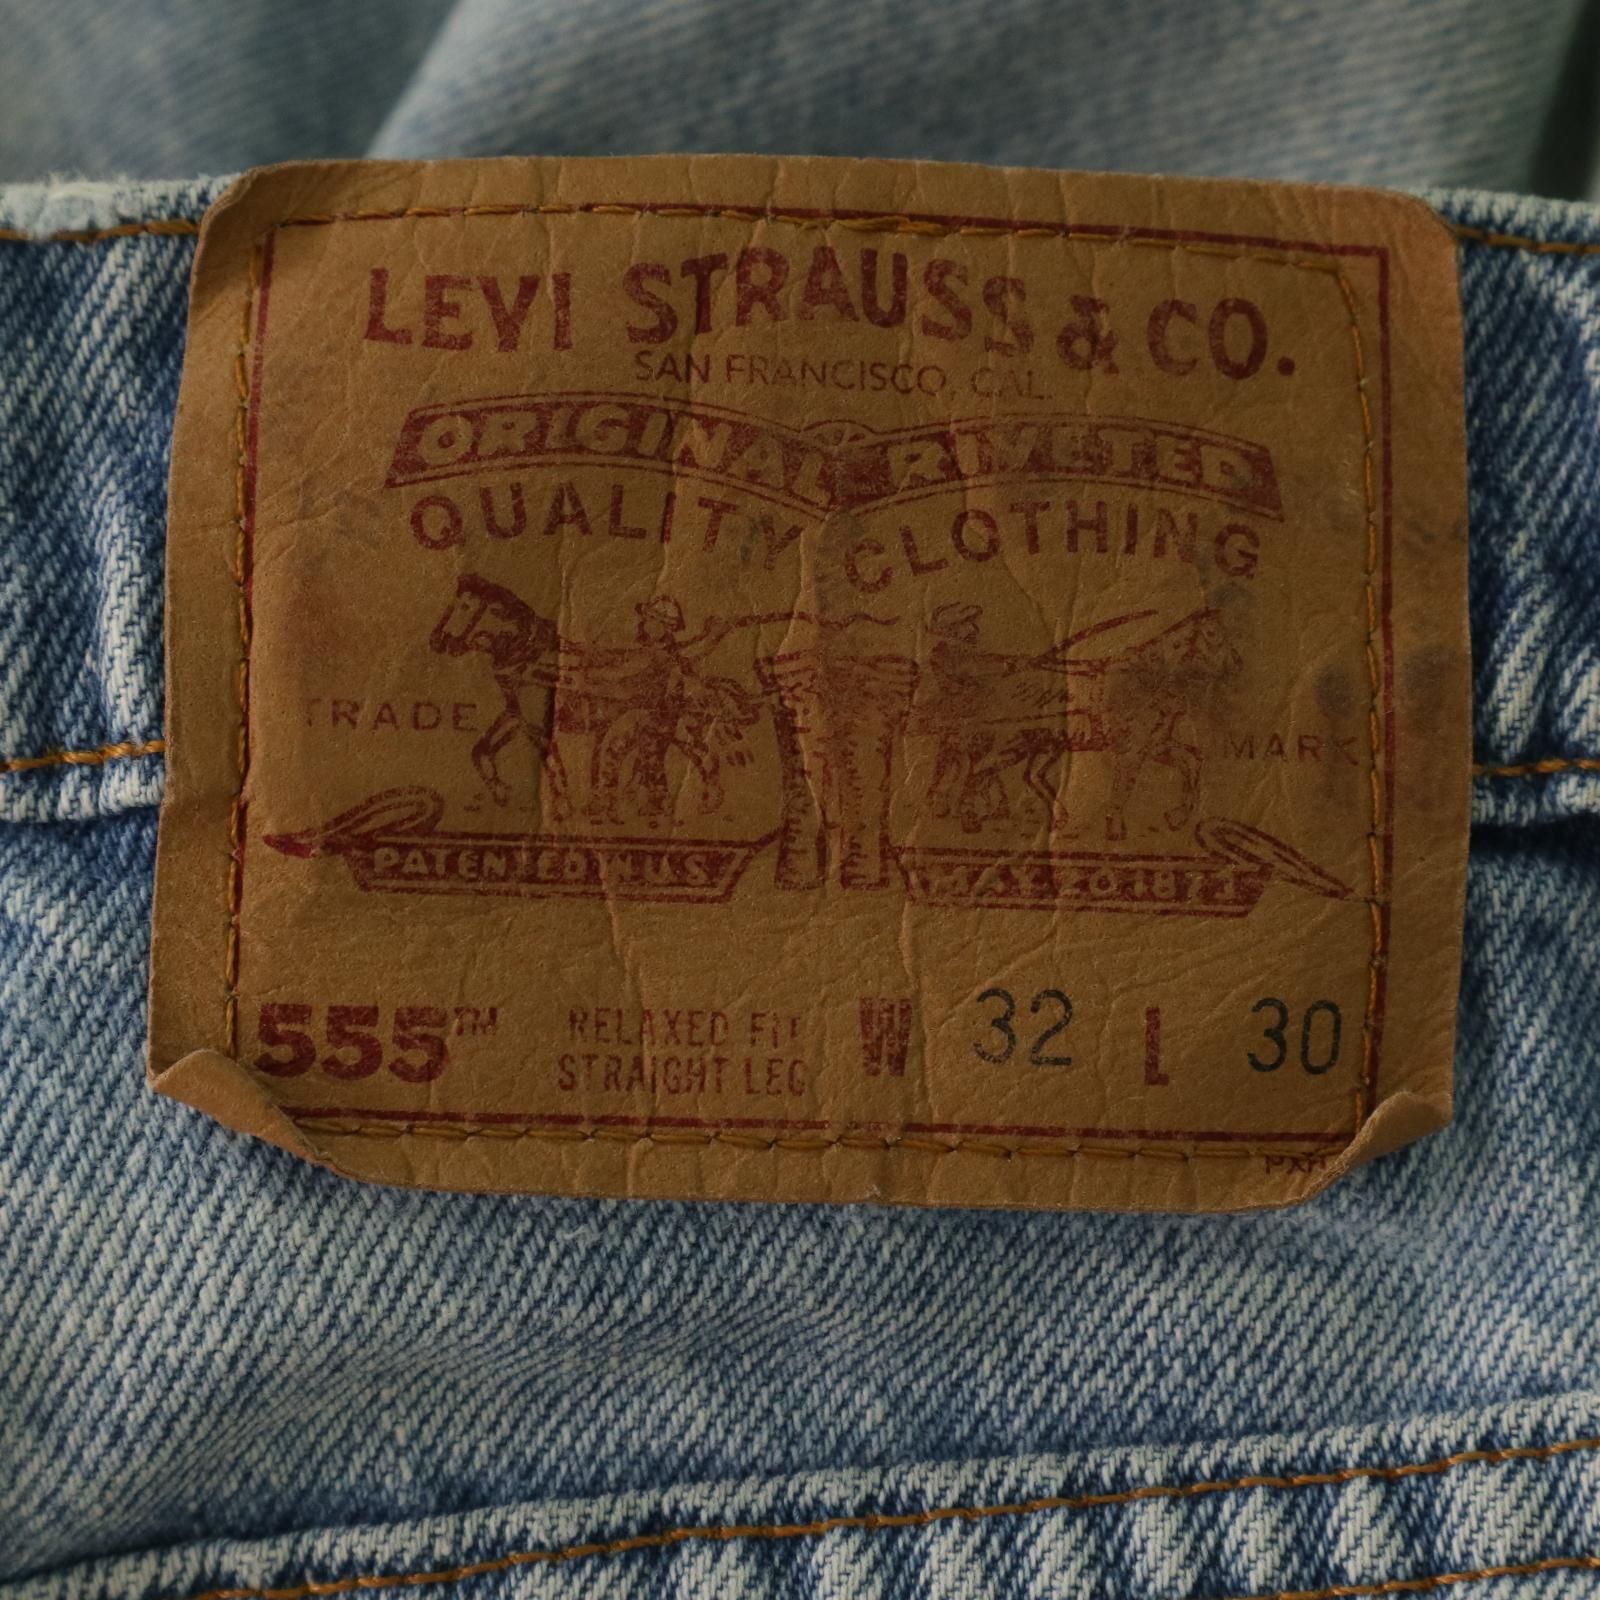 LEVI STRAUSS & CO.
SAN FRANCISCO, CAL.
ORIGINAL RIVETED
QUALITY CLOTHING
TRADE MARK
PATENTED IN U.S. MAY 20 1873
555™ RELAXED FIT STRAIGHT LEG W 32 L 30